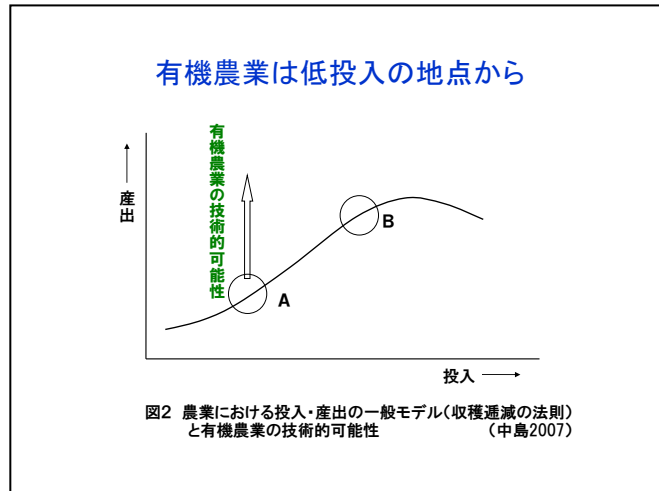 有機農業は低投入の地点から
有機農業の技術的可能性
産出
B
A
投入
図2 農業における投入・産出の一般モデル(収穫逓減の法則)
と有機農業の技術的可能性 (中島2007)